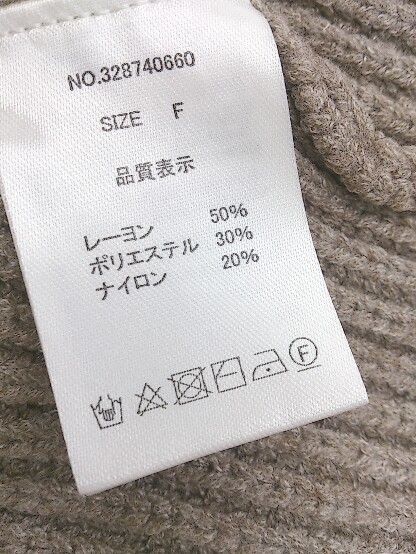 NO.328740660
SIZE F
品質表示
レーヨン 50%
ポリエステル 30%
ナイロン 20%
F